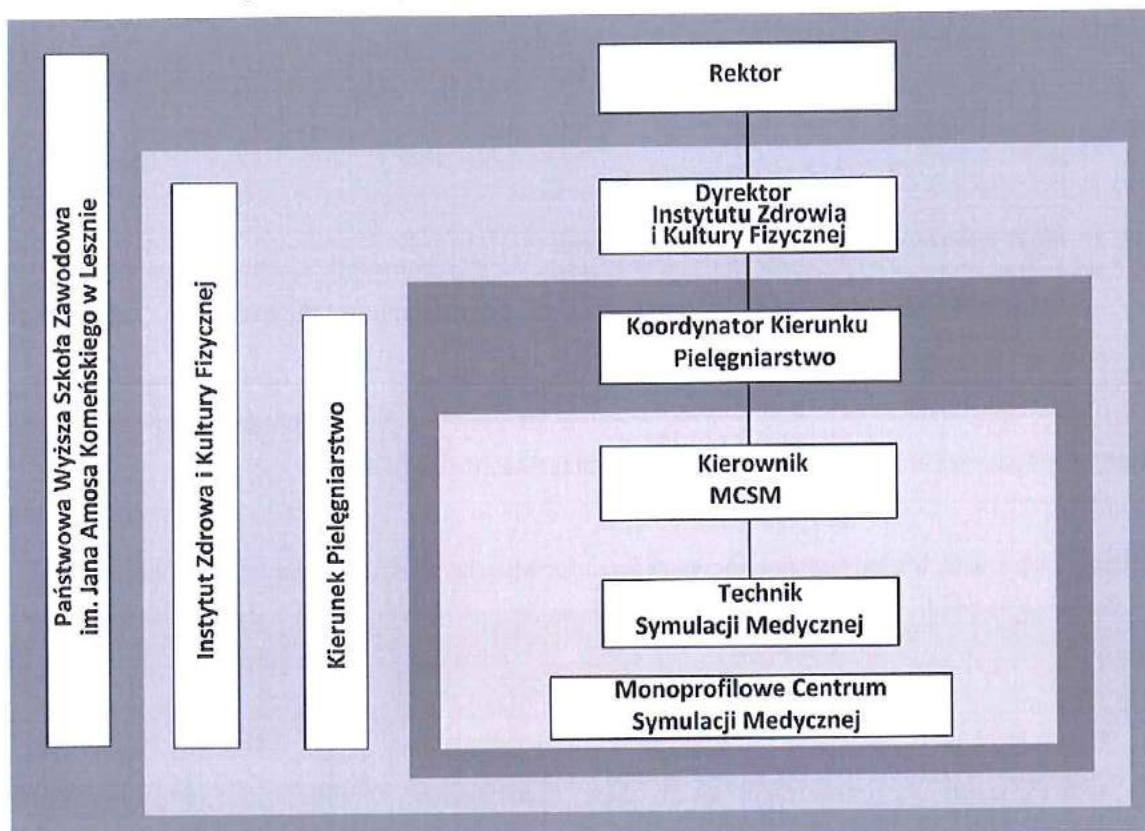 Państwowa Wyższa Szkoła Zawodowa
im. Jana Amosa Komeńskiego w Lesznie
Instytut Zdrowa i Kultury Fizycznej
Kierunek Pielęgniarstwo
Rektor
Dyrektor
Instytutu Zdrowia
i Kultury Fizycznej
Koordynator Kierunku
Pielęgniarstwo
Kierownik
MCSM
Technik
Symulacji Medycznej
Monoprofilowe Centrum
Symulacji Medycznej